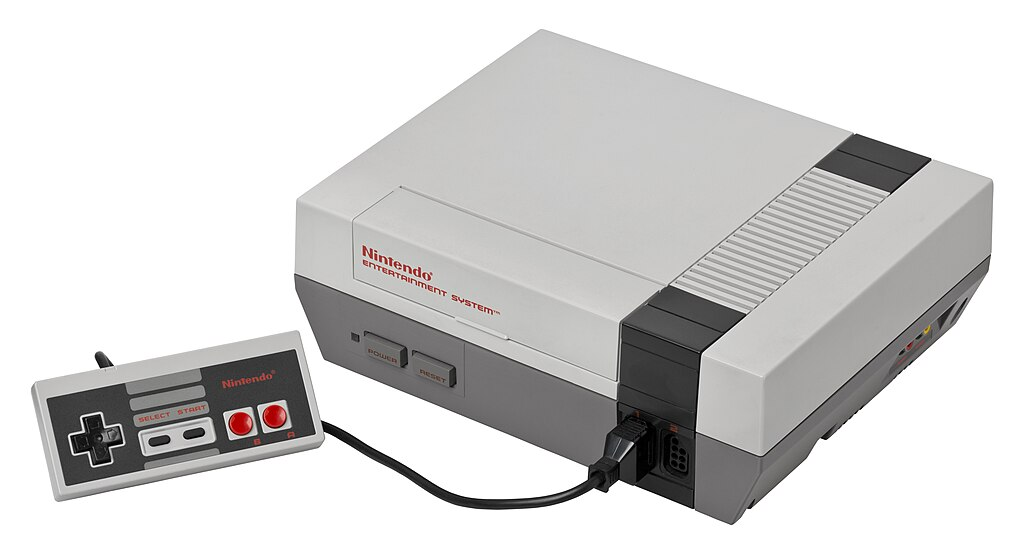 Nintendo®
ENTERTAINMENT SYSTEM™
POWER
RESET
Nintendo®
SELECT START
B A